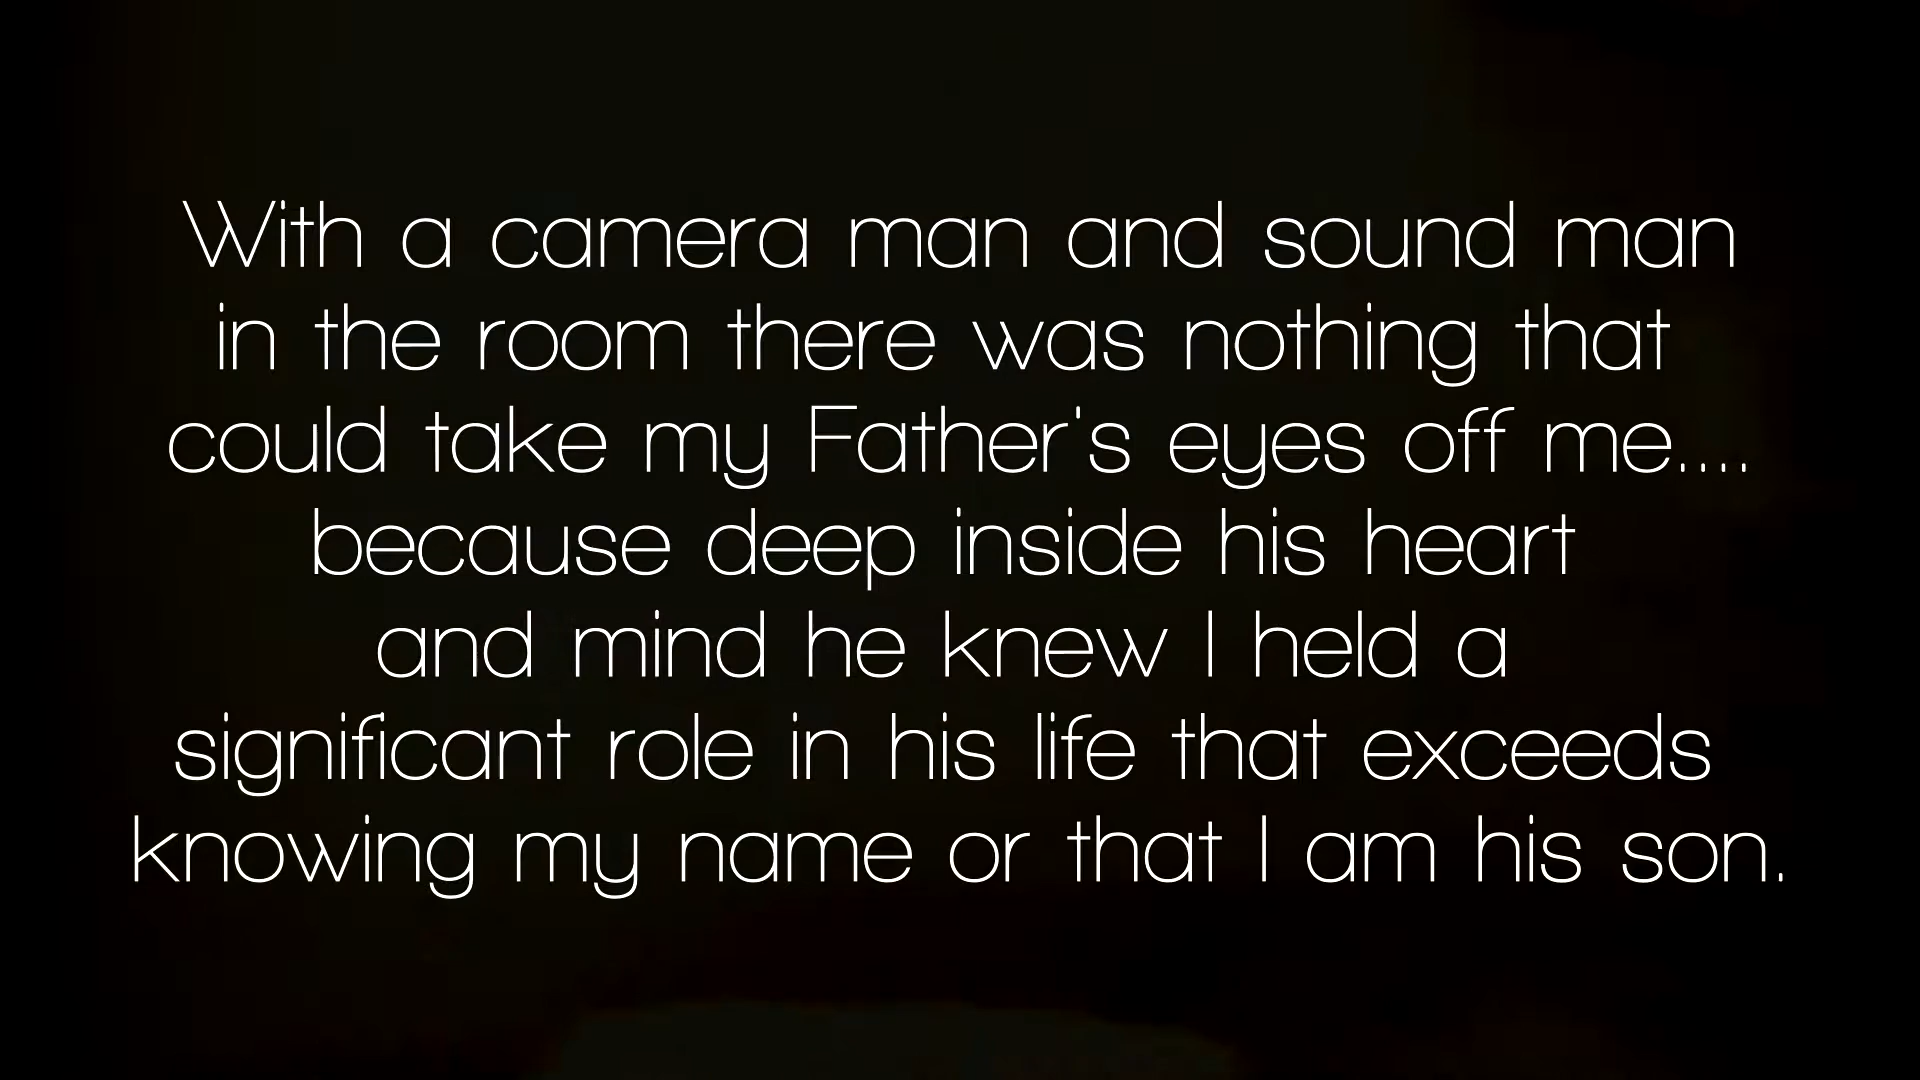 With a camera man and sound man
in the room there was nothing that
could take my Father's eyes off me....
because deep inside his heart
and mind he knew I held a
significant role in his life that exceeds
knowing my name or that I am his son.